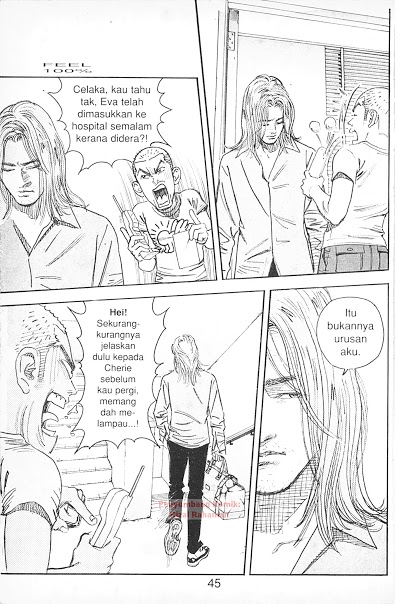 FEEL
100%
Celaka, kau tahu
tak, Eva telah
dimasukkan ke
hospital semalam
kerana didera?!
Itu
bukannya
urusan
aku.
Hei!
Sekurang-
kurangnya
jelaskan
dulu kepada
Cherie
sebelum
kau pergi,
memang
dah me-
lampau...!
45